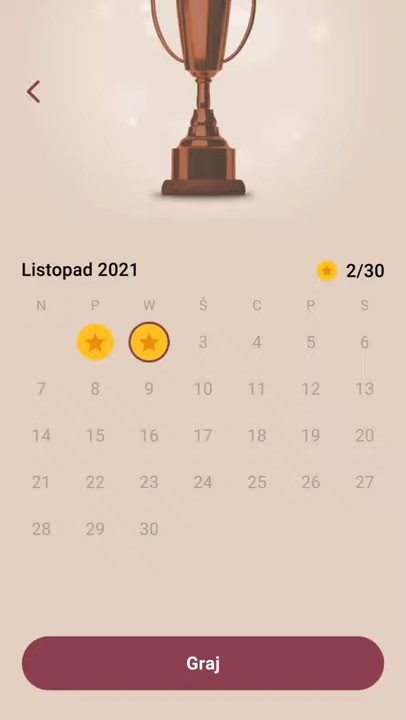 Listopad 2021 2/30
N P W Ś C P S
3 4 5 6
7 8 9 10 11 12 13
14 15 16 17 18 19 20
21 22 23 24 25 26 27
28 29 30
Graj